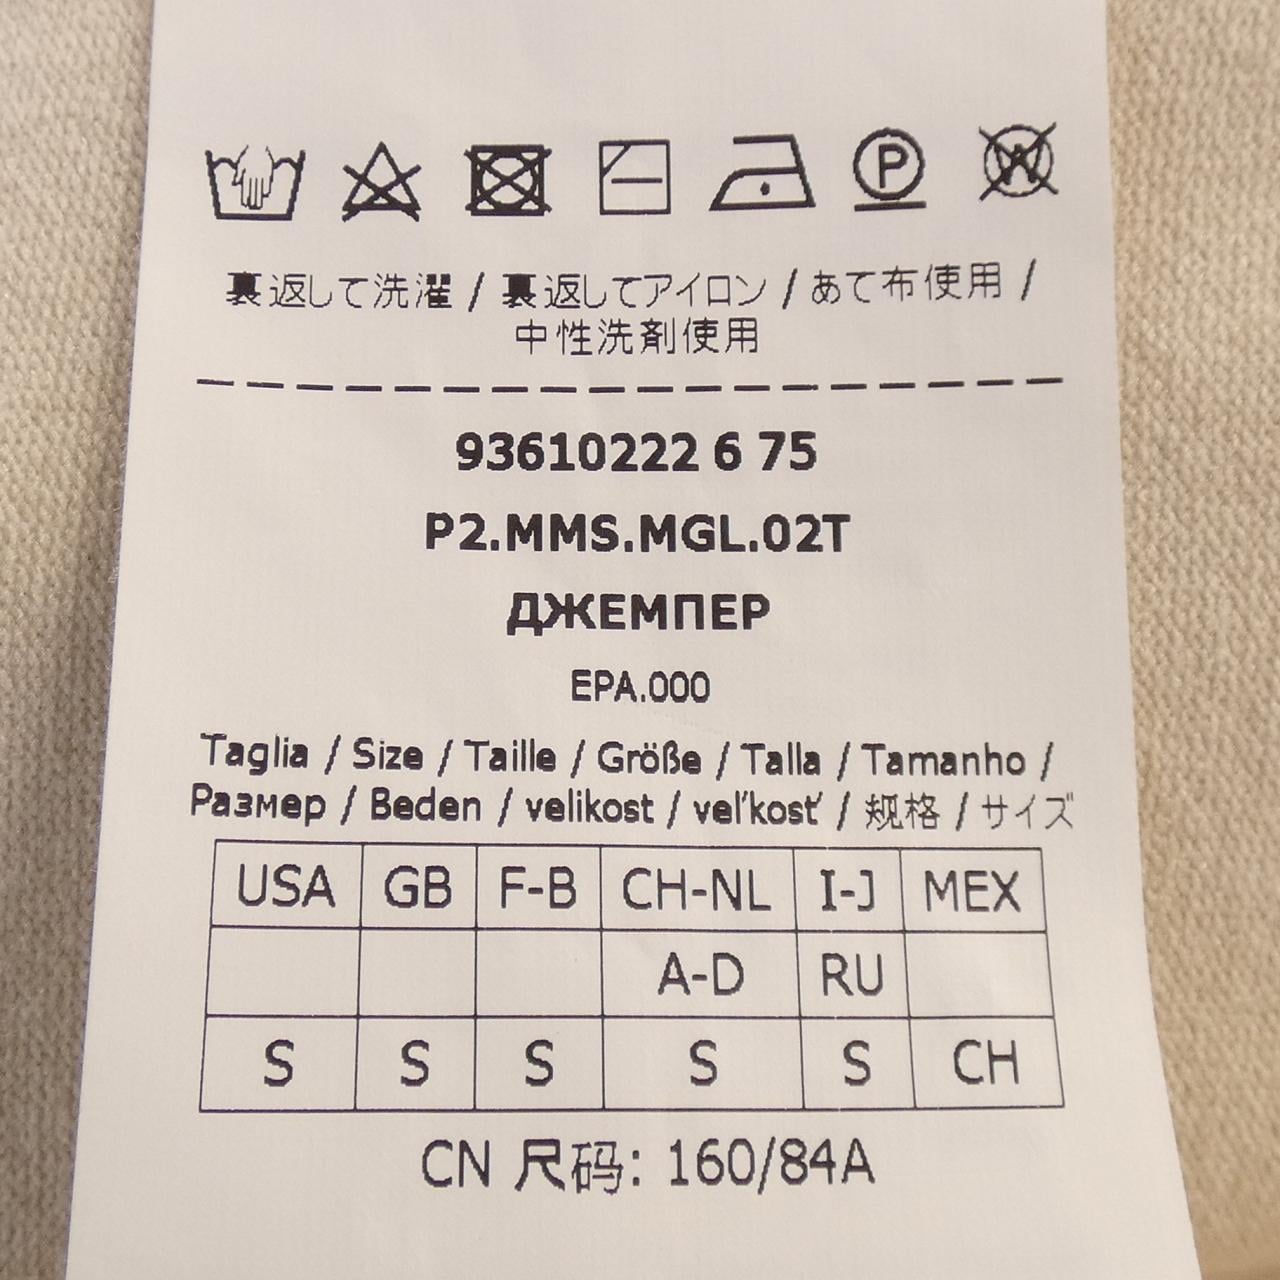 P W
裏返して洗濯 / 裏返してアイロン / あて布使用 /
中性洗剤使用
93610222 6 75
P2.MMS.MGL.02T
ДЖЕМПЕР
EPA.000
Taglia / Size / Taille / Größe / Talla / Tamanho /
Размер / Beden / velikost / veľkosť / 规格 / サイズ
USA GB F-B CH-NL I-J MEX
A-D RU
S S S S S CH
CN 尺码: 160/84A